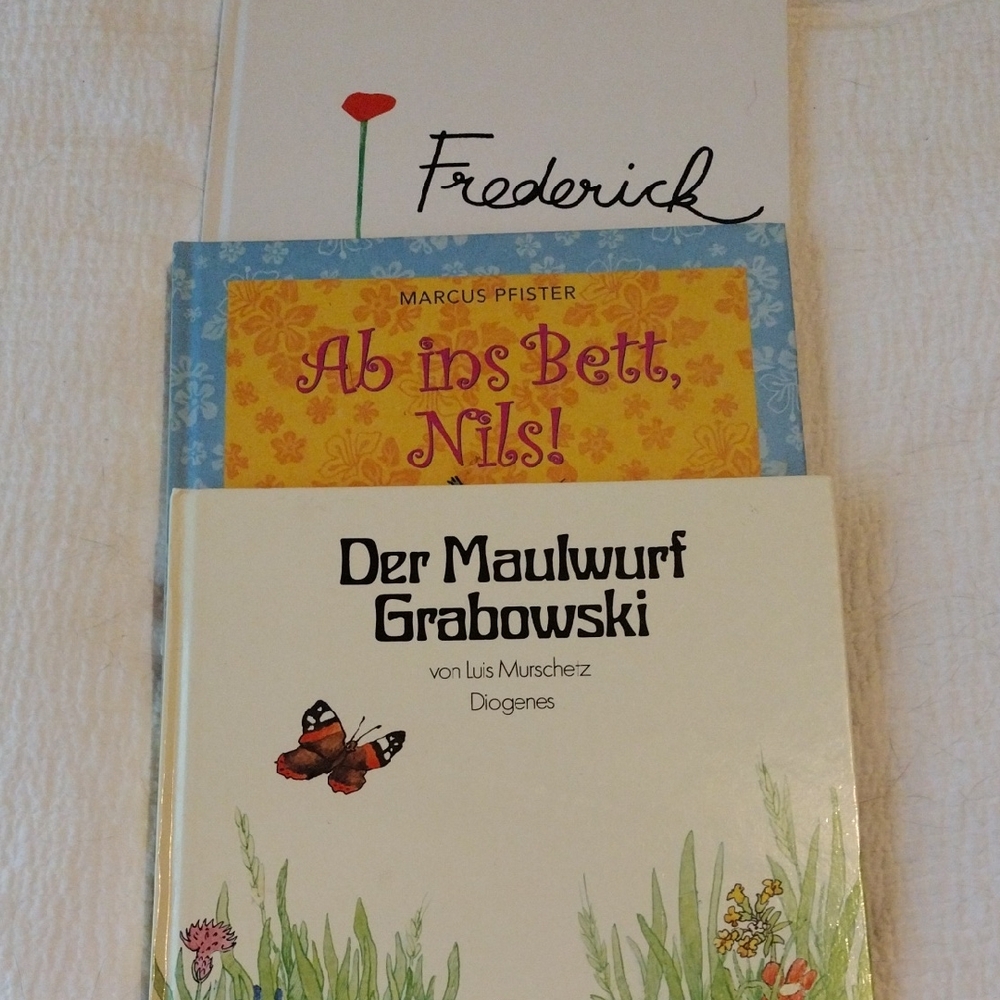 Frederick
MARCUS PFISTER
Ab ins Bett,
Nils!
Der Maulwurf
Grabowski
von Luis Murschetz
Diogenes